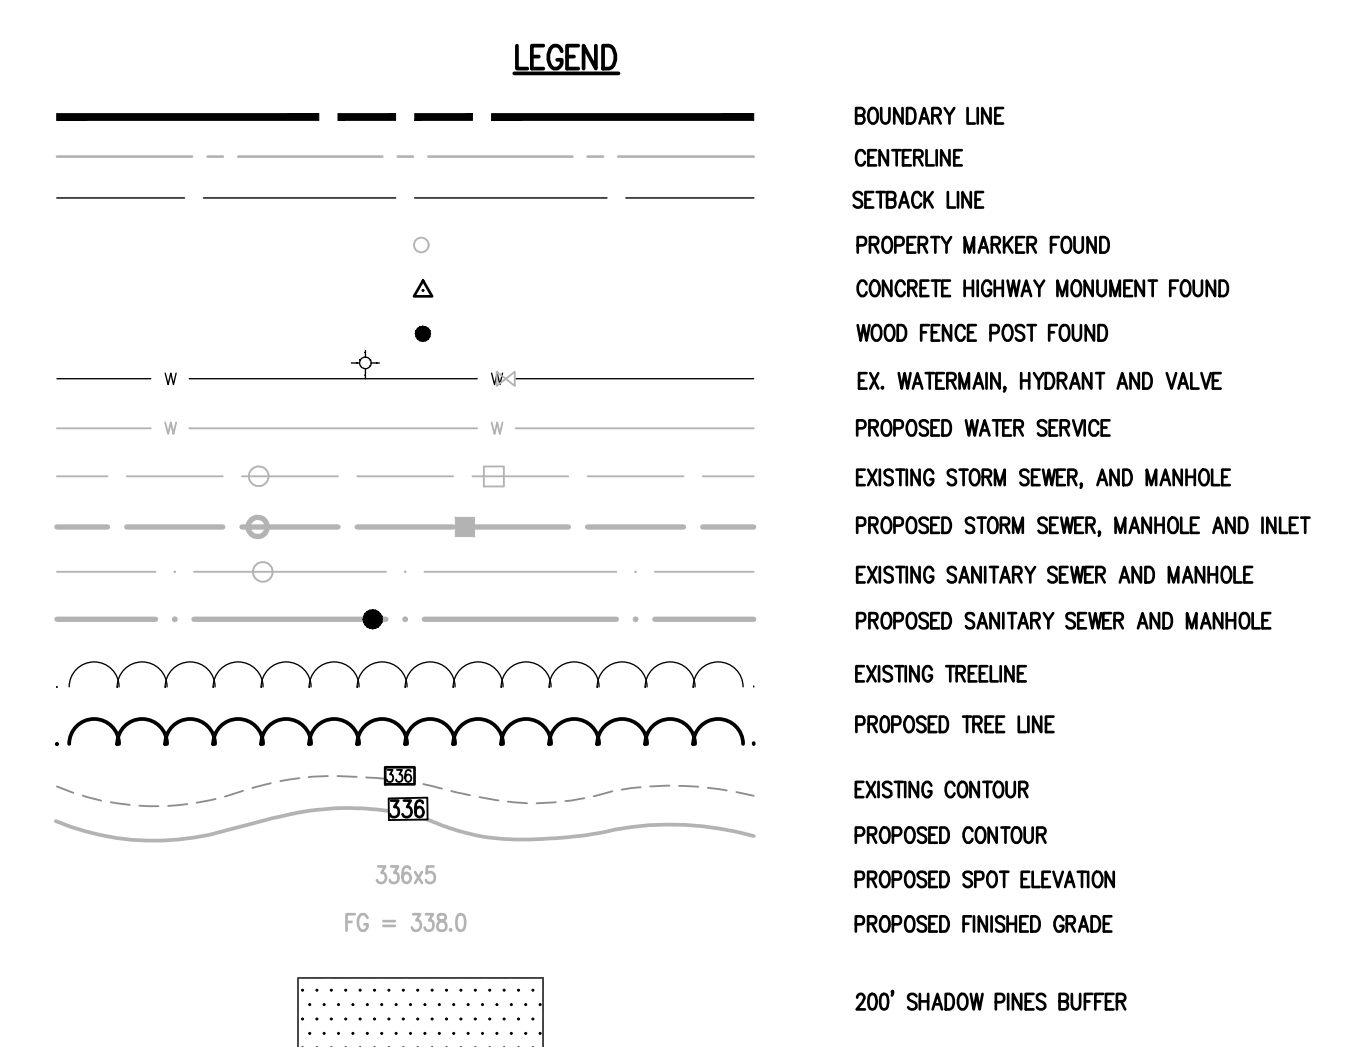 LEGEND
BOUNDARY LINE
CENTERLINE
SETBACK LINE
PROPERTY MARKER FOUND
CONCRETE HIGHWAY MONUMENT FOUND
WOOD FENCE POST FOUND
W W EX. WATERMAIN, HYDRANT AND VALVE
W W PROPOSED WATER SERVICE
EXISTING STORM SEWER, AND MANHOLE
PROPOSED STORM SEWER, MANHOLE AND INLET
EXISTING SANITARY SEWER AND MANHOLE
PROPOSED SANITARY SEWER AND MANHOLE
EXISTING TREELINE
PROPOSED TREE LINE
336 EXISTING CONTOUR
336 PROPOSED CONTOUR
336x5 PROPOSED SPOT ELEVATION
FG = 338.0 PROPOSED FINISHED GRADE
200' SHADOW PINES BUFFER